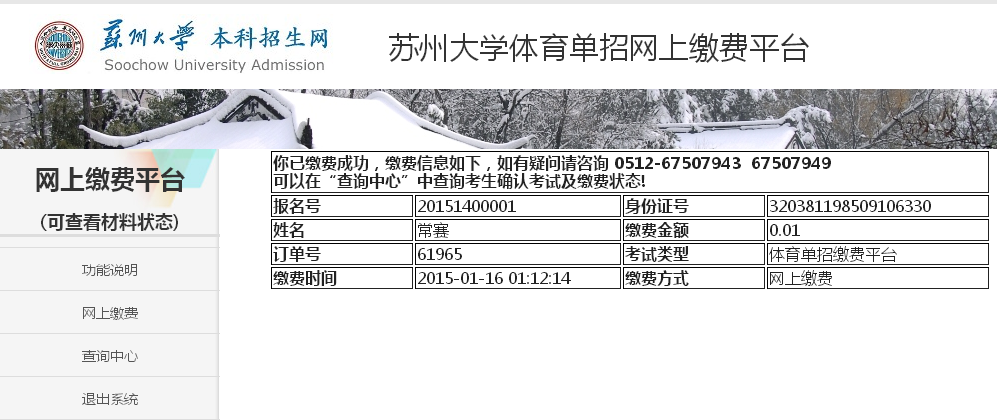 蘇州大學 本科招生网
Soochow University Admission
苏州大学体育单招网上缴费平台
网上缴费平台
(可查看材料状态)
功能说明
网上缴费
查询中心
退出系统
你已缴费成功，缴费信息如下，如有疑问请咨询 0512-67507943 67507949
可以在“查询中心”中查询考生确认考试及缴费状态!
报名号 20151400001 身份证号 320381198509106330
姓名 常赛 缴费金额 0.01
订单号 61965 考试类型 体育单招缴费平台
缴费时间 2015-01-16 01:12:14 缴费方式 网上缴费